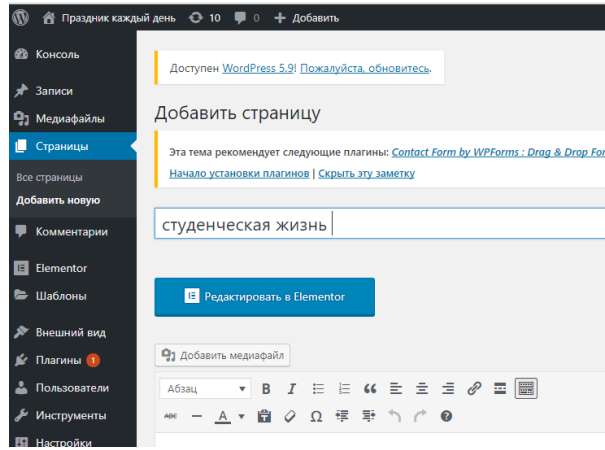 Праздник каждый день 10 0 + Добавить
Консоль
Доступен WordPress 5.9! Пожалуйста, обновитесь.
Записи
Медиафайлы
Добавить страницу
Страницы
Эта тема рекомендует следующие плагины: Contact Form by WPForms : Drag & Drop For
Все страницы
Начало установки плагинов | Скрыть эту заметку
Добавить новую
студенческая жизнь
Комментарии
Elementor
Шаблоны
Редактировать в Elementor
Внешний вид
Плагины 1
Добавить медиафайл
Пользователи
Абзац B I
Инструменты
ABC A Ω
Настройки